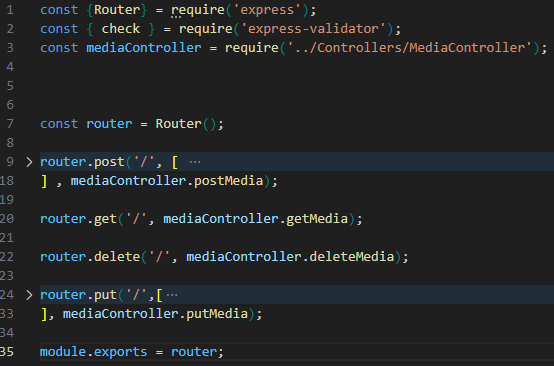 1 const {Router} = require('express');
2 const { check } = require('express-validator');
3 const mediaController = require('../Controllers/MediaController');
4
5
6
7 const router = Router();
8
9 router.post('/', [ ···
18 ] , mediaController.postMedia);
19
20 router.get('/', mediaController.getMedia);
21
22 router.delete('/', mediaController.deleteMedia);
23
24 router.put('/',[···
33 ], mediaController.putMedia);
34
35 module.exports = router;